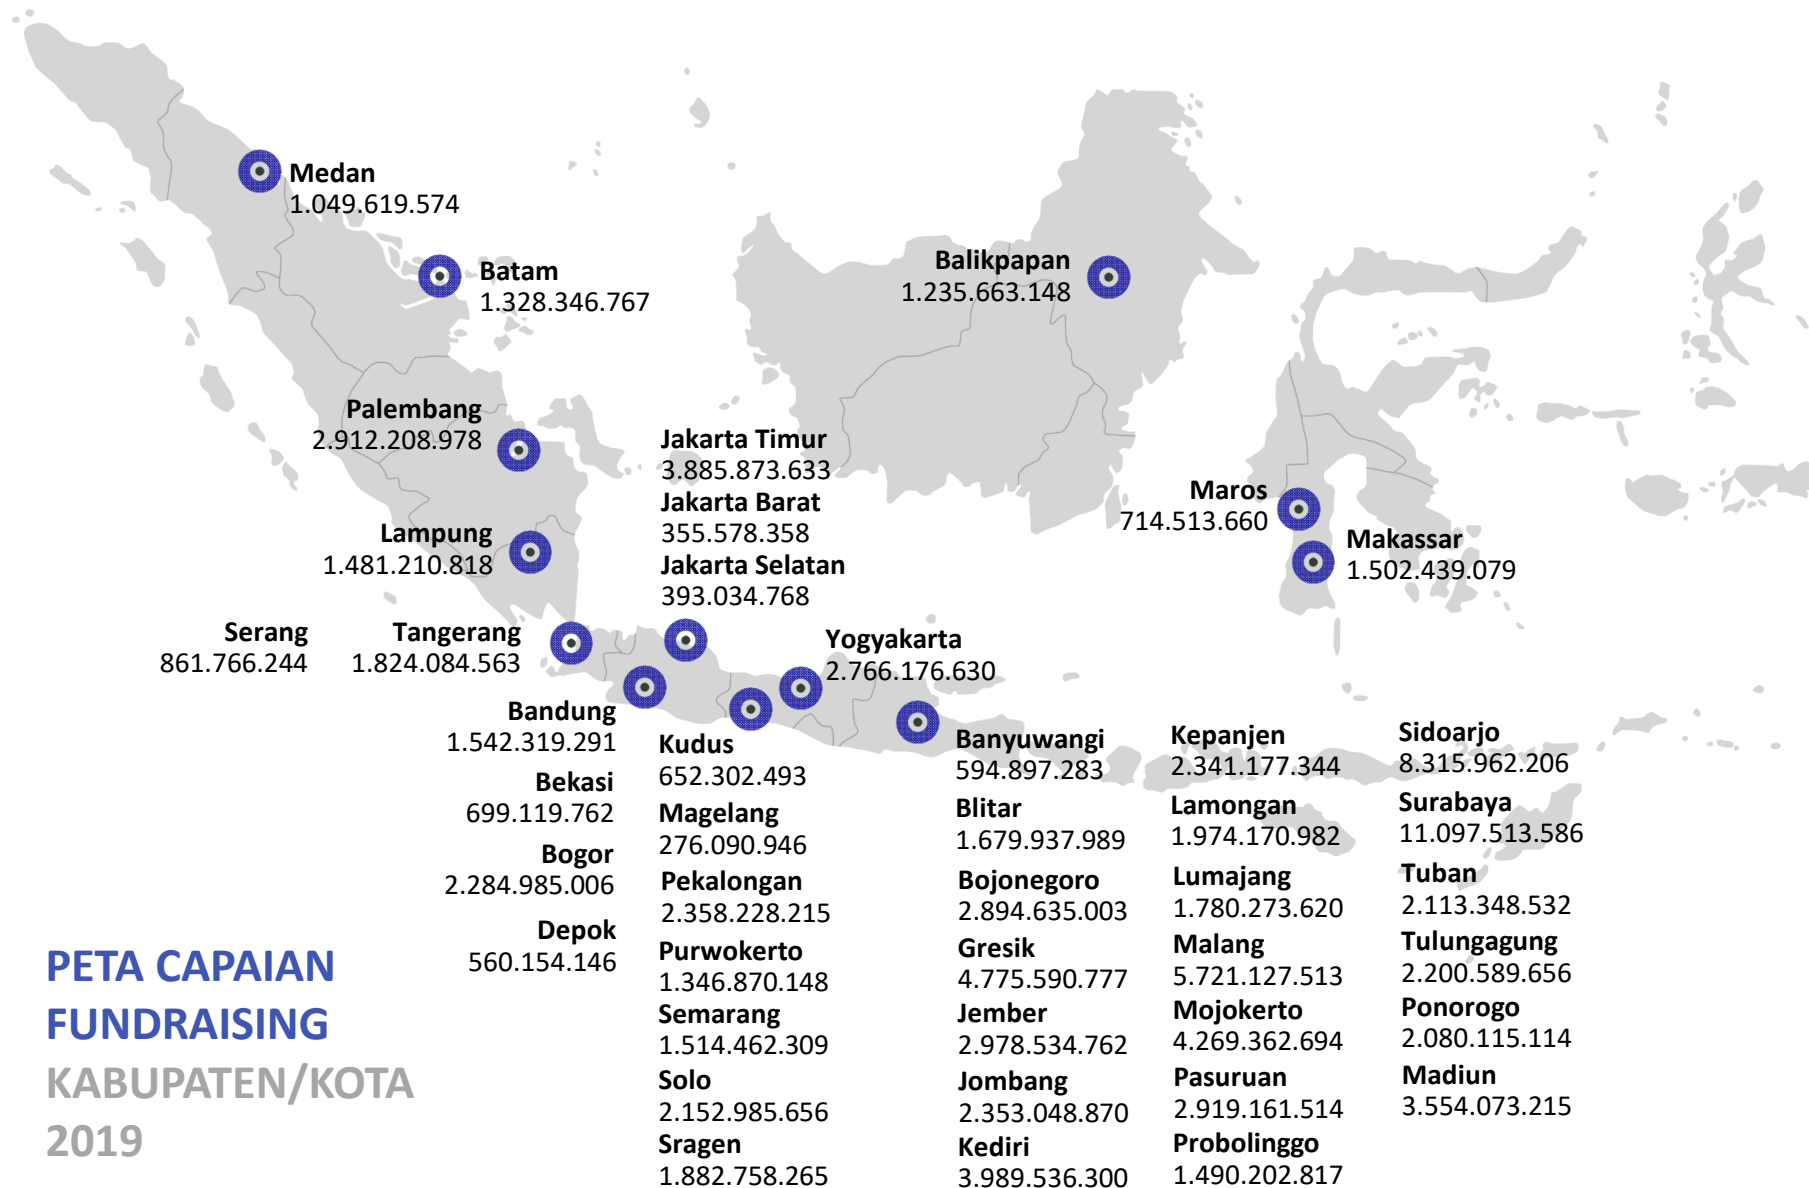 Medan
1.049.619.574
Batam
1.328.346.767
Balikpapan
1.235.663.148
Palembang
2.912.208.978
Lampung
1.481.210.818
Jakarta Timur
3.885.873.633
Jakarta Barat
355.578.358
Jakarta Selatan
393.034.768
Maros
714.513.660
Makassar
1.502.439.079
Serang
861.766.244
Tangerang
1.824.084.563
Yogyakarta
2.766.176.630
Bandung
1.542.319.291
Bekasi
699.119.762
Bogor
2.284.985.006
Depok
560.154.146
Kudus
652.302.493
Magelang
276.090.946
Pekalongan
2.358.228.215
Purwokerto
1.346.870.148
Semarang
1.514.462.309
Solo
2.152.985.656
Sragen
1.882.758.265
Banyuwangi
594.897.283
Blitar
1.679.937.989
Bojonegoro
2.894.635.003
Gresik
4.775.590.777
Jember
2.978.534.762
Jombang
2.353.048.870
Kediri
3.989.536.300
Kepanjen
2.341.177.344
Lamongan
1.974.170.982
Lumajang
1.780.273.620
Malang
5.721.127.513
Mojokerto
4.269.362.694
Pasuruan
2.919.161.514
Probolinggo
1.490.202.817
Sidoarjo
8.315.962.206
Surabaya
11.097.513.586
Tuban
2.113.348.532
Tulungagung
2.200.589.656
Ponorogo
2.080.115.114
Madiun
3.554.073.215
PETA CAPAIAN
FUNDRAISING
KABUPATEN/KOTA
2019